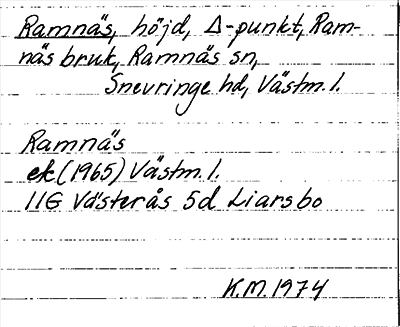 Ramnäs, höjd, Δ-punkt, Ram-
näs bruk, Ramnäs sn,
Snevringe hd, Västm. l.
Ramnäs
ek (1965) Västm. l.
11G Västerås 5d Liarsbo
K.M. 1974